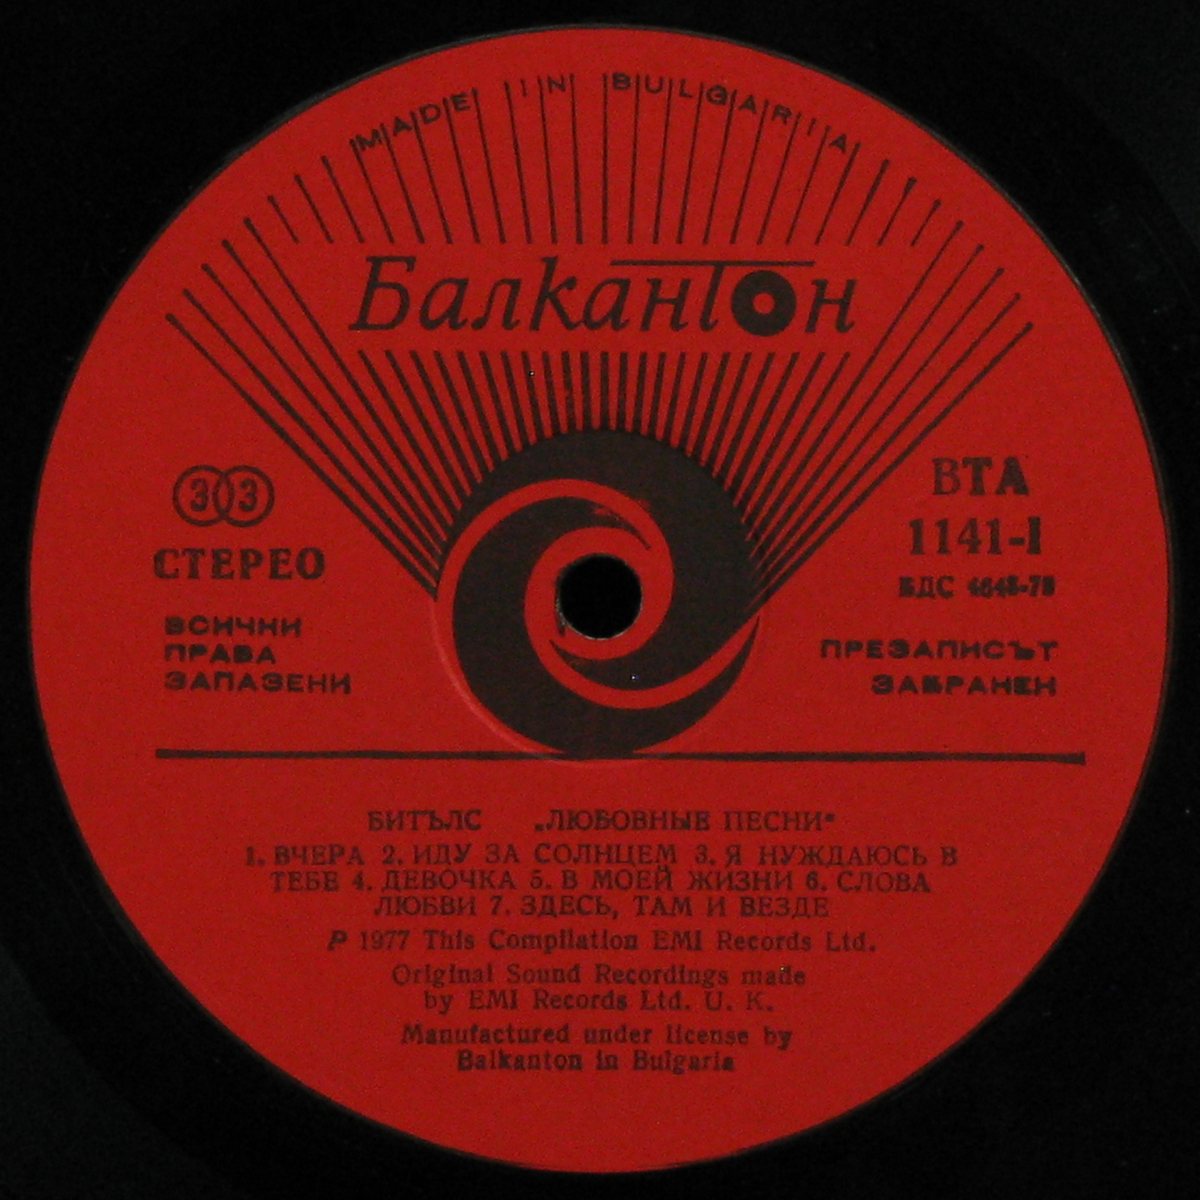 MADE IN BULGARIA
Балкантон
33
СТЕРЕО
ВСИЧКИ
ПРАВА
ЗАПАЗЕНИ
ВТА
1141-I
БДС 4645-78
ПРЕЗАПИСЪТ
ЗАБРАНЕН
БИТЪЛС „ЛЮБОВНЫЕ ПЕСНИ“
1. ВЧЕРА 2. ИДУ ЗА СОЛНЦЕМ 3. Я НУЖДАЮСЬ В
ТЕБЕ 4. ДЕВОЧКА 5. В МОЕЙ ЖИЗНИ 6. СЛОВА
ЛЮБВИ 7. ЗДЕСЬ, ТАМ И ВЕЗДЕ
P 1977 This Compilation EMI Records Ltd.
Original Sound Recordings made
by EMI Records Ltd. U. K.
Manufactured under license by
Balkanton in Bulgaria